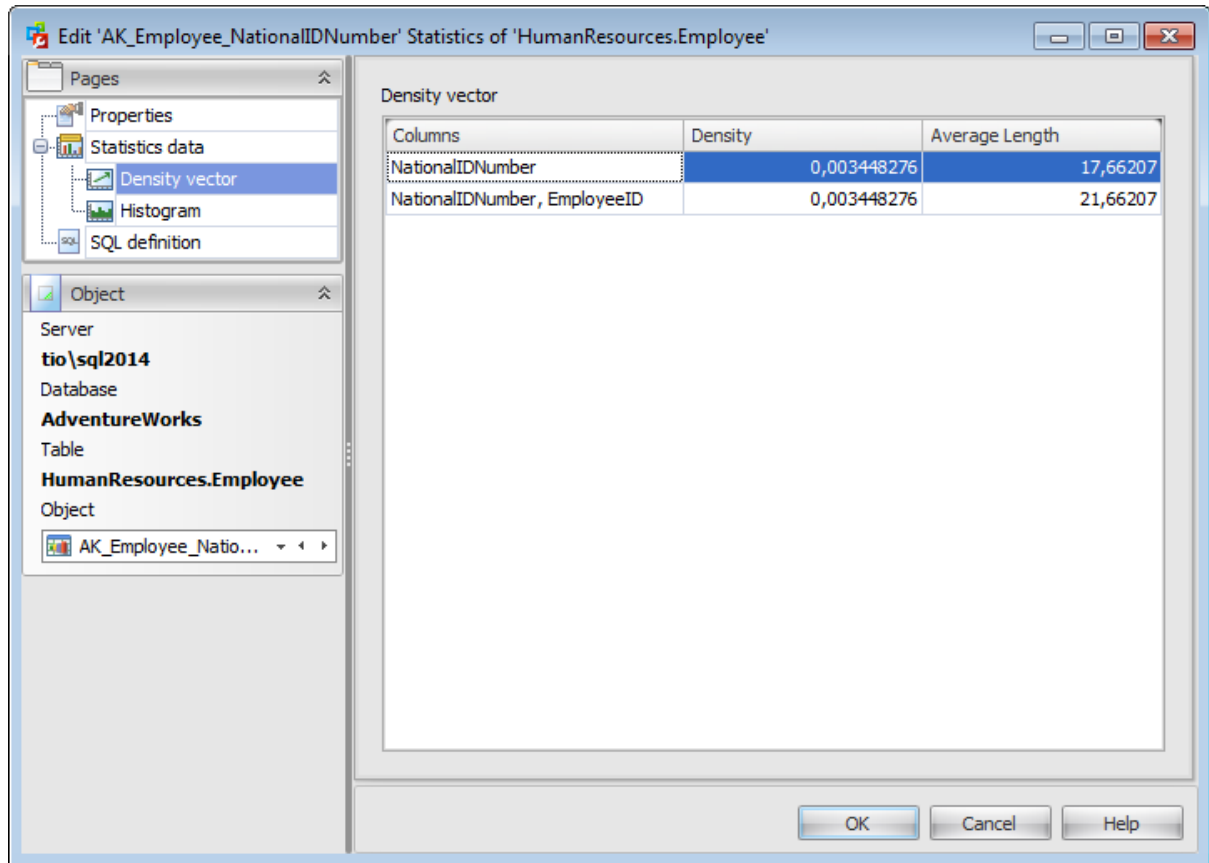 Edit 'AK_Employee_NationalIDNumber' Statistics of 'HumanResources.Employee'
Pages
Properties
Statistics data
Density vector
Histogram
SQL definition
Object
Server
tio\sql2014
Database
AdventureWorks
Table
HumanResources.Employee
Object
AK_Employee_Natio...
Density vector
Columns Density Average Length
NationalIDNumber 0,003448276 17,66207
NationalIDNumber, EmployeeID 0,003448276 21,66207
OK Cancel Help